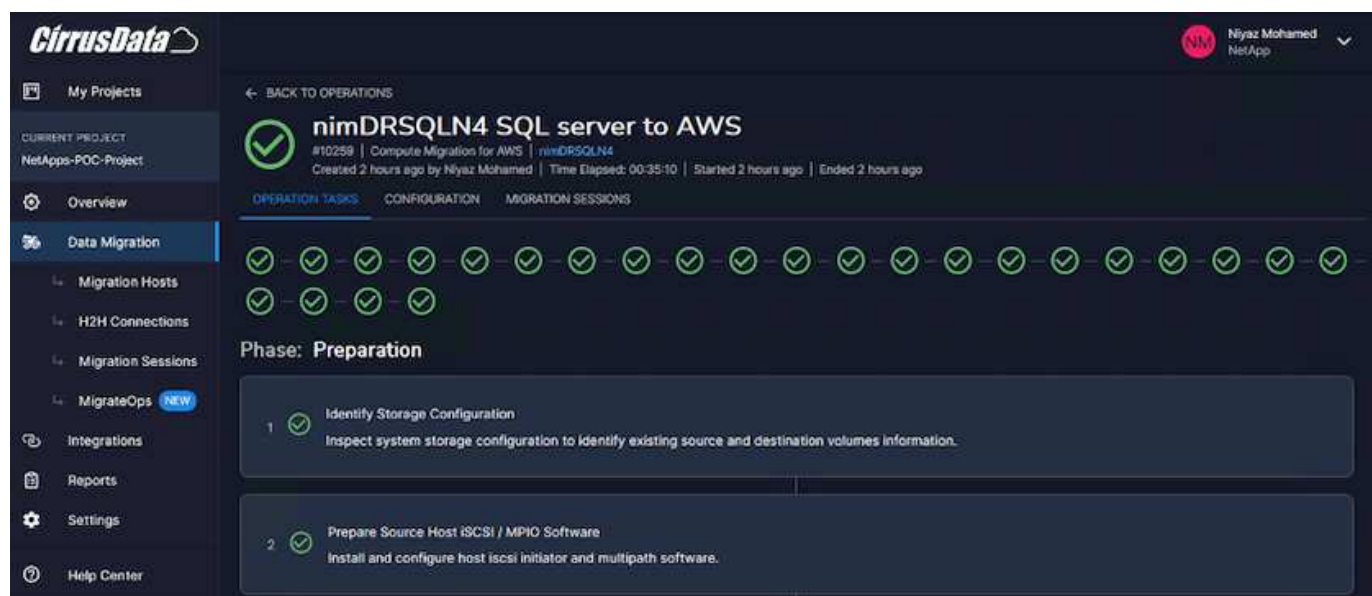 CirrusData
NM
Niyaz Mohamed
NetApp
My Projects
CURRENT PROJECT
NetApps-POC-Project
Overview
Data Migration
Migration Hosts
H2H Connections
Migration Sessions
MigrateOps NEW
Integrations
Reports
Settings
Help Center
← BACK TO OPERATIONS
nimDRSQLN4 SQL server to AWS
#10259 | Compute Migration for AWS | nimDRSQLN4
Created 2 hours ago by Niyaz Mohamed | Time Elapsed: 00:35:10 | Started 2 hours ago | Ended 2 hours ago
OPERATION TASKS CONFIGURATION MIGRATION SESSIONS
Phase: Preparation
1 Identify Storage Configuration
Inspect system storage configuration to identify existing source and destination volumes information.
2 Prepare Source Host iSCSI / MPIO Software
Install and configure host iscsi initiator and multipath software.